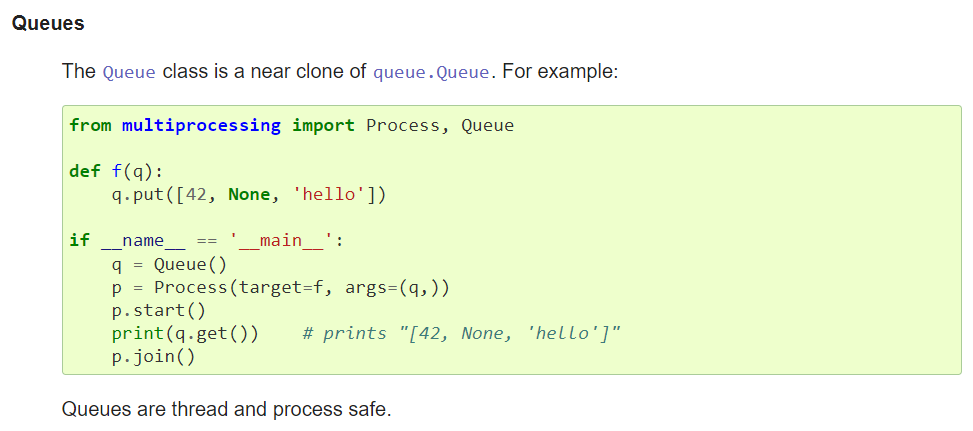 Queues
The Queue class is a near clone of queue.Queue. For example:
from multiprocessing import Process, Queue
def f(q):
    q.put([42, None, 'hello'])
if __name__ == '__main__':
    q = Queue()
    p = Process(target=f, args=(q,))
    p.start()
    print(q.get())    # prints "[42, None, 'hello']"
    p.join()
Queues are thread and process safe.